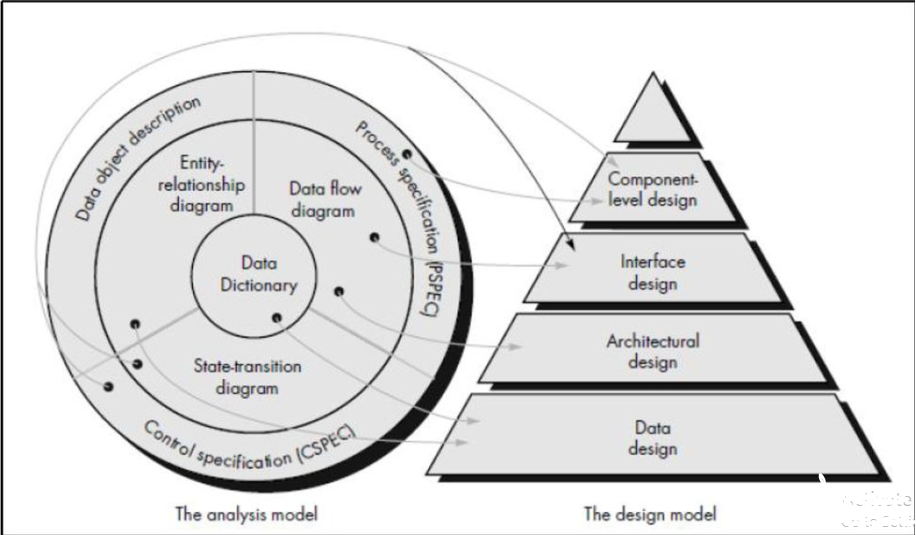 Data object description
Process specification (PSPEC)
Entity-
relationship
diagram
Data flow
diagram
Data
Dictionary
State-transition
diagram
Control specification (CSPEC)
The analysis model
Component-
level design
Interface
design
Architectural
design
Data
design
The design model
Activate